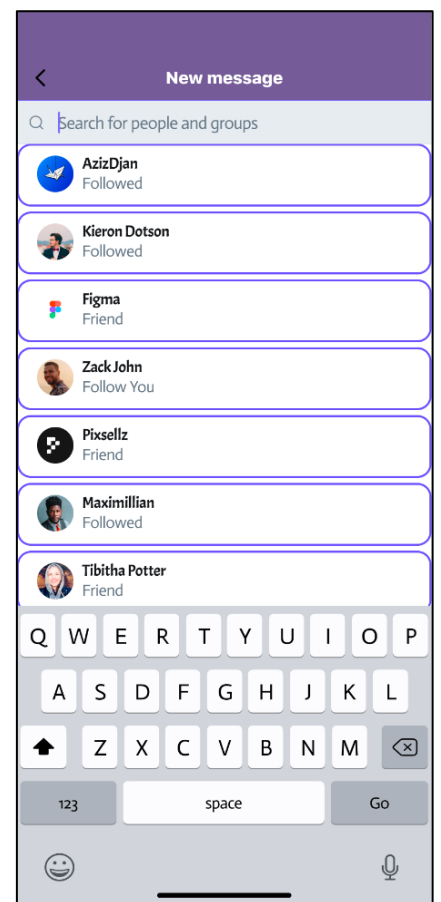 New message
Search for people and groups
AzizDjan
Followed
Kieron Dotson
Followed
Figma
Friend
Zack John
Follow You
Pixsellz
Friend
Maximillian
Followed
Tibitha Potter
Friend
Q W E R T Y U I O P
A S D F G H J K L
Z X C V B N M
123 space Go